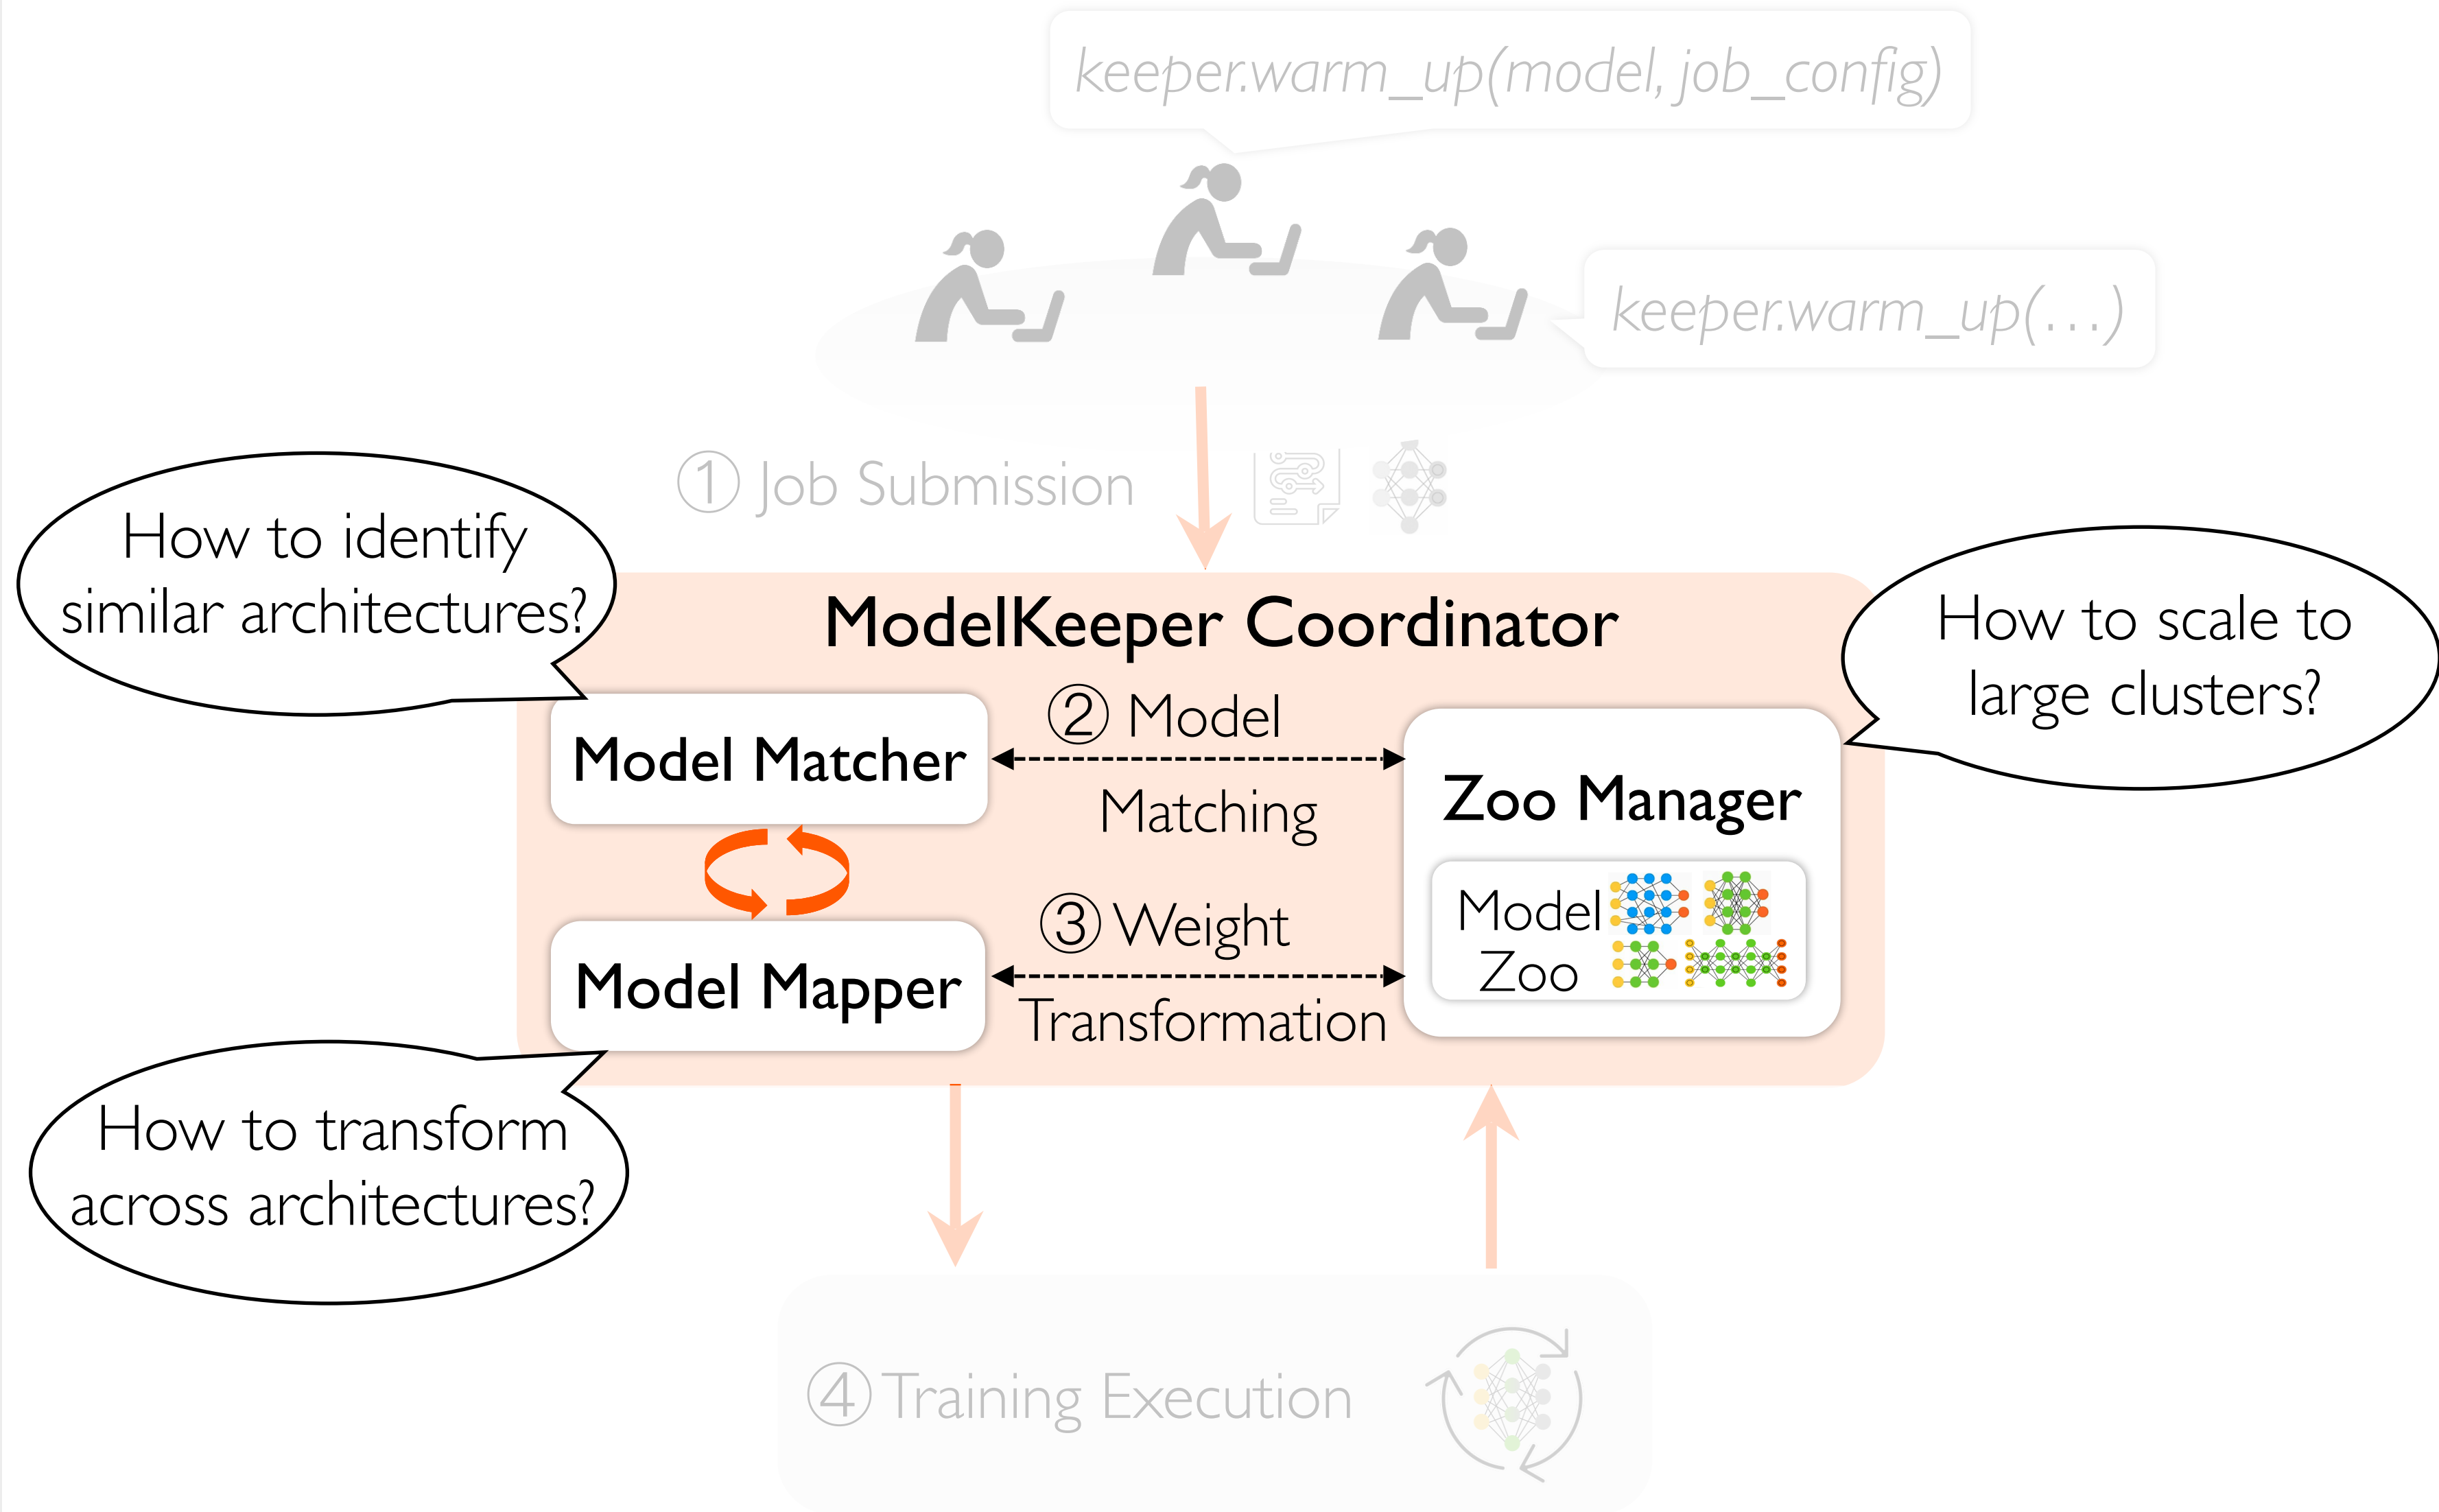 keeper.warm_up(model, job_config)
keeper.warm_up(...)
① Job Submission
How to identify
similar architectures?
How to scale to
large clusters?
ModelKeeper Coordinator
② Model
Matching
Model Matcher
Zoo Manager
Model
Zoo
③ Weight
Transformation
Model Mapper
How to transform
across architectures?
④ Training Execution